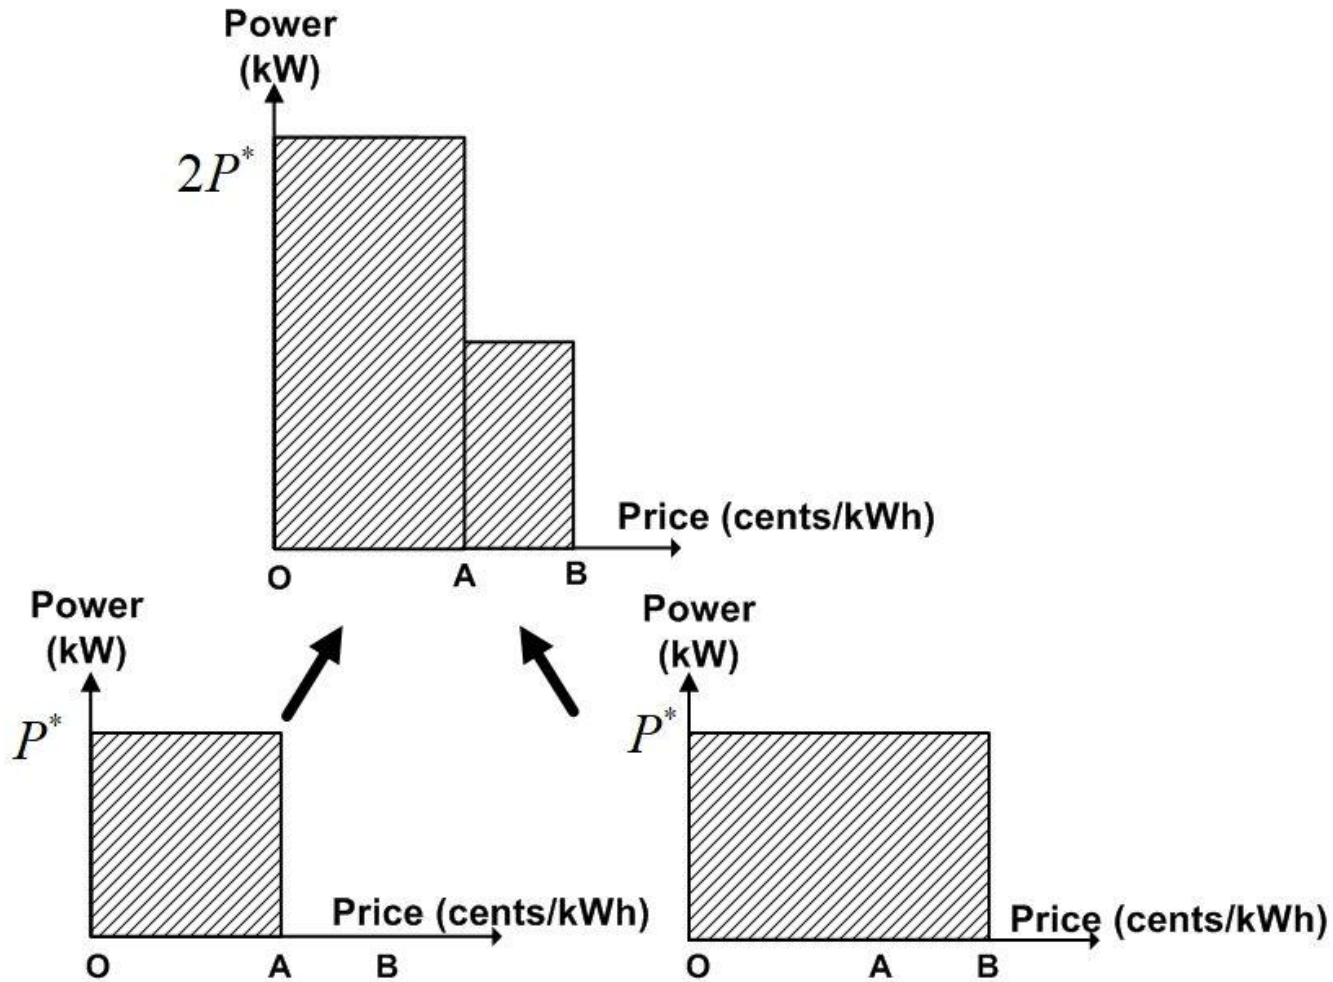 Power
(kW)
2P*
Price (cents/kWh)
O A B
Power
(kW)
P*
Price (cents/kWh)
O A B
Power
(kW)
P*
Price (cents/kWh)
O A B